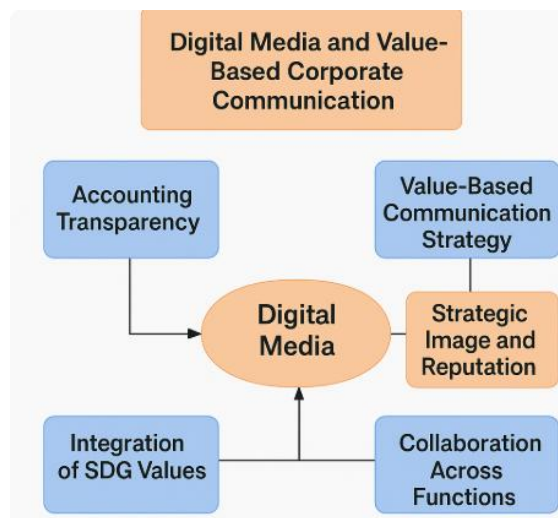 Digital Media and Value-
Based Corporate
Communication
Accounting
Transparency
Value-Based
Communication
Strategy
Digital
Media
Strategic
Image and
Reputation
Integration
of SDG Values
Collaboration
Across
Functions